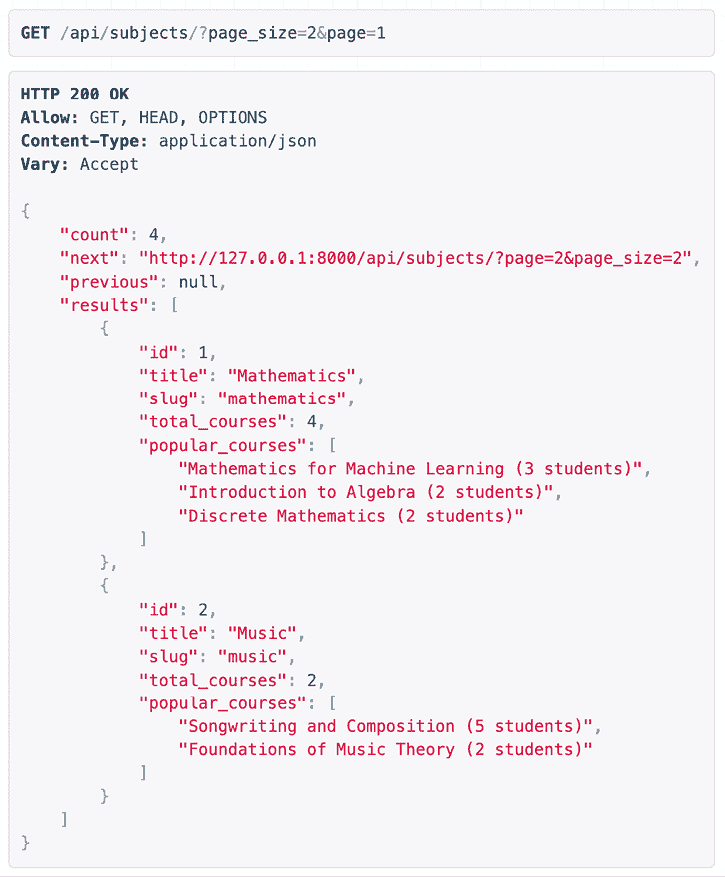 GET /api/subjects/?page_size=2&page=1
HTTP 200 OK
Allow: GET, HEAD, OPTIONS
Content-Type: application/json
Vary: Accept
{
    "count": 4,
    "next": "http://127.0.0.1:8000/api/subjects/?page=2&page_size=2",
    "previous": null,
    "results": [
        {
            "id": 1,
            "title": "Mathematics",
            "slug": "mathematics",
            "total_courses": 4,
            "popular_courses": [
                "Mathematics for Machine Learning (3 students)",
                "Introduction to Algebra (2 students)",
                "Discrete Mathematics (2 students)"
            ]
        },
        {
            "id": 2,
            "title": "Music",
            "slug": "music",
            "total_courses": 2,
            "popular_courses": [
                "Songwriting and Composition (5 students)",
                "Foundations of Music Theory (2 students)"
            ]
        }
    ]
}